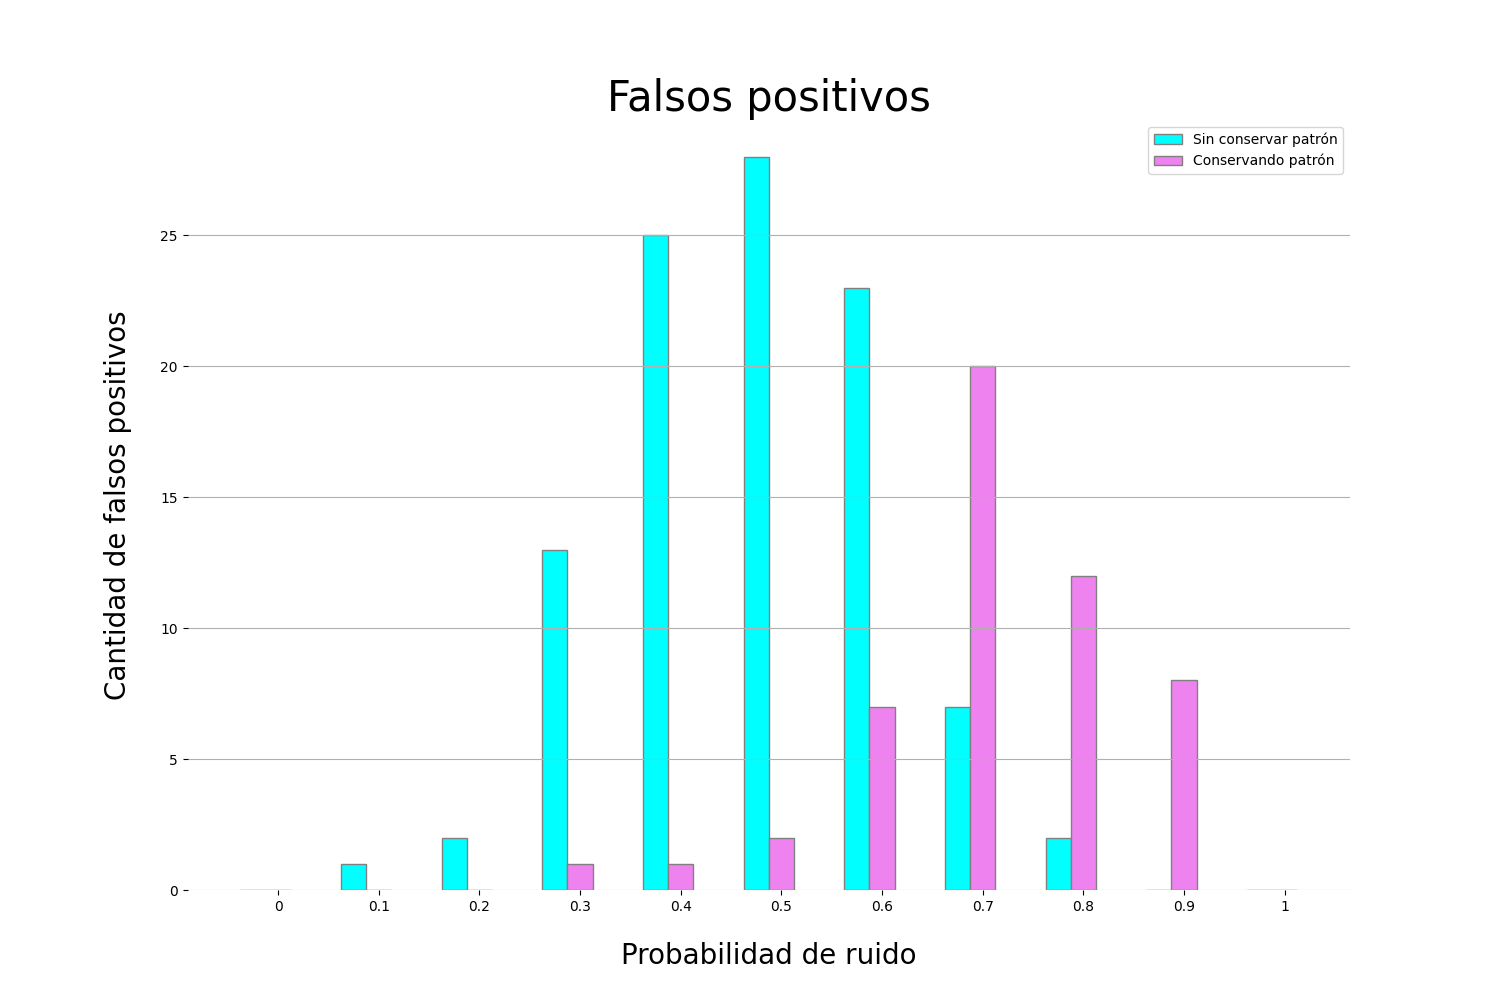 Falsos positivos
Sin conservar patrón
Conservando patrón
Cantidad de falsos positivos
25
20
15
10
5
0
0 0.1 0.2 0.3 0.4 0.5 0.6 0.7 0.8 0.9 1
Probabilidad de ruido